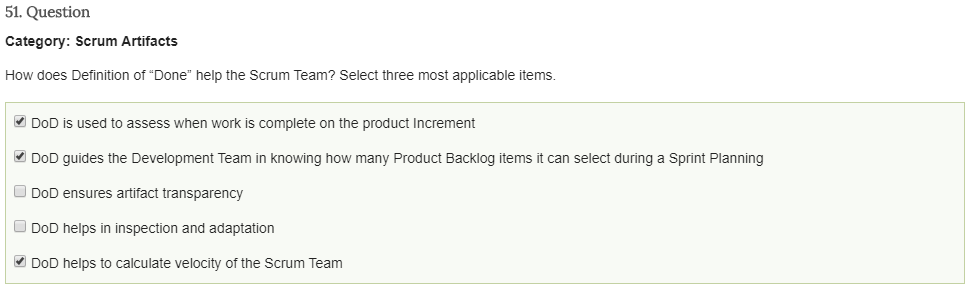 51. Question
Category: Scrum Artifacts
How does Definition of “Done” help the Scrum Team? Select three most applicable items.
DoD is used to assess when work is complete on the product Increment
DoD guides the Development Team in knowing how many Product Backlog items it can select during a Sprint Planning
DoD ensures artifact transparency
DoD helps in inspection and adaptation
DoD helps to calculate velocity of the Scrum Team